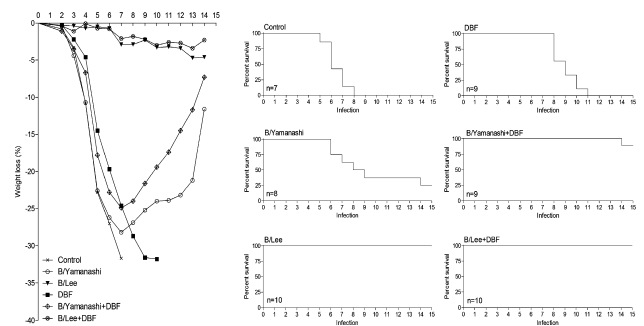 0 1 2 3 4 5 6 7 8 9 10 11 12 13 14 15
0
-5
-10
-15
-20
-25
-30
-35
-40
Weight loss (%)
Control
B/Yamanashi
B/Lee
DBF
B/Yamanashi+DBF
B/Lee+DBF
Control
Percent survival
100
75
50
25
0
n=7
0 1 2 3 4 5 6 7 8 9 10 11 12 13 14 15
Infection
DBF
Percent survival
100
75
50
25
0
n=9
0 1 2 3 4 5 6 7 8 9 10 11 12 13 14 15
Infection
B/Yamanashi
Percent survival
100
75
50
25
0
n=8
0 1 2 3 4 5 6 7 8 9 10 11 12 13 14 15
Infection
B/Yamanashi+DBF
Percent survival
100
75
50
25
0
n=9
0 1 2 3 4 5 6 7 8 9 10 11 12 13 14 15
Infection
B/Lee
Percent survival
100
75
50
25
0
n=10
0 1 2 3 4 5 6 7 8 9 10 11 12 13 14 15
Infection
B/Lee+DBF
Percent survival
100
75
50
25
0
n=10
0 1 2 3 4 5 6 7 8 9 10 11 12 13 14 15
Infection